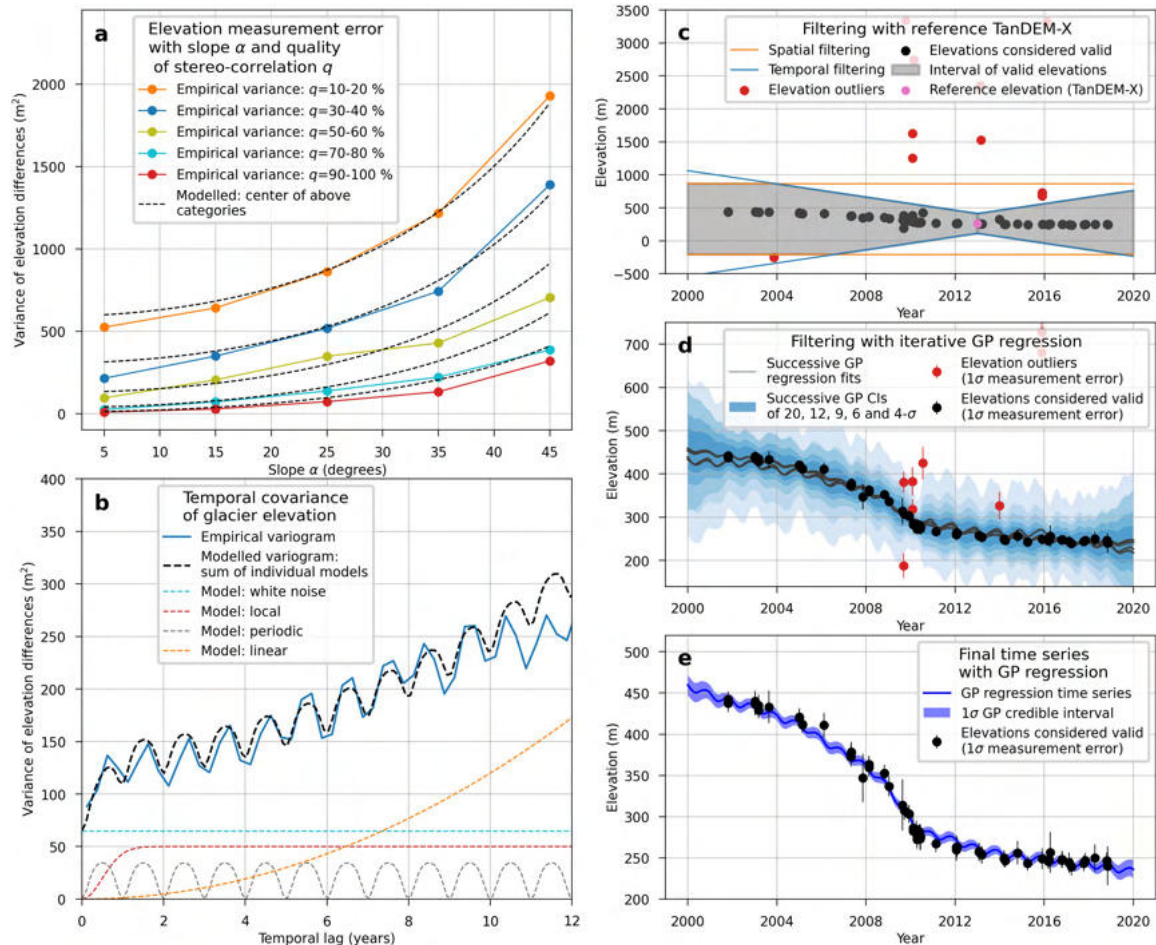 a
Elevation measurement error
with slope α and quality
of stereo-correlation q
Empirical variance: q=10-20 %
Empirical variance: q=30-40 %
Empirical variance: q=50-60 %
Empirical variance: q=70-80 %
Empirical variance: q=90-100 %
Modelled: center of above
categories
Variance of elevation differences (m²)
2000
1500
1000
500
0
5 10 15 20 25 30 35 40 45
Slope α (degrees)
b
Temporal covariance
of glacier elevation
Empirical variogram
Modelled variogram:
sum of individual models
Model: white noise
Model: local
Model: periodic
Model: linear
Variance of elevation differences (m²)
400
350
300
250
200
150
100
50
0
0 2 4 6 8 10 12
Temporal lag (years)
c
Filtering with reference TanDEM-X
Spatial filtering
Temporal filtering
Elevation outliers
Elevations considered valid
Interval of valid elevations
Reference elevation (TanDEM-X)
Elevation (m)
3500
3000
2500
2000
1500
1000
500
0
−500
2000 2004 2008 2012 2016 2020
Year
d
Filtering with iterative GP regression
Successive GP
regression fits
Successive GP CIs
of 20, 12, 9, 6 and 4-σ
Elevation outliers
(1σ measurement error)
Elevations considered valid
(1σ measurement error)
Elevation (m)
700
600
500
400
300
200
2000 2004 2008 2012 2016 2020
Year
e
Final time series
with GP regression
GP regression time series
1σ GP credible interval
Elevations considered valid
(1σ measurement error)
Elevation (m)
500
450
400
350
300
250
200
2000 2004 2008 2012 2016 2020
Year